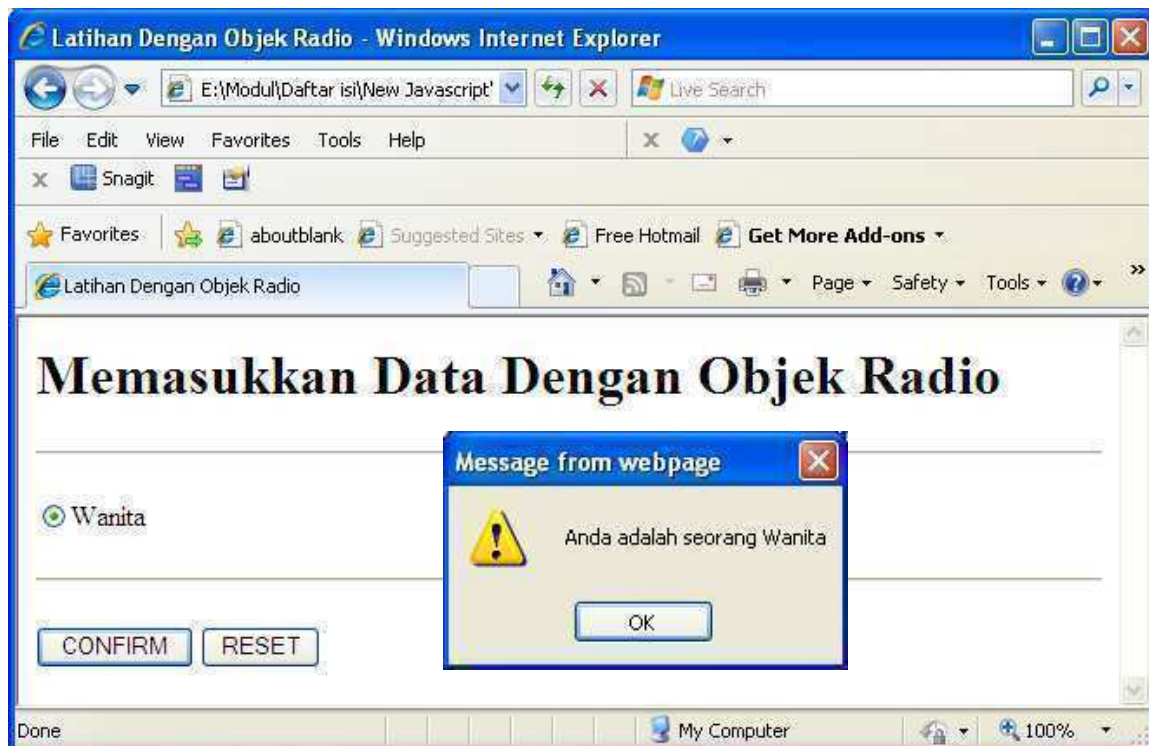 Latihan Dengan Objek Radio - Windows Internet Explorer
E:\Modul\Daftar isi\New Javascript' Live Search
File Edit View Favorites Tools Help
x Snagit
Favorites aboutblank Suggested Sites Free Hotmail Get More Add-ons
Latihan Dengan Objek Radio Page Safety Tools »
Memasukkan Data Dengan Objek Radio
Wanita
CONFIRM RESET
Message from webpage
Anda adalah seorang Wanita
OK
Done My Computer 100%